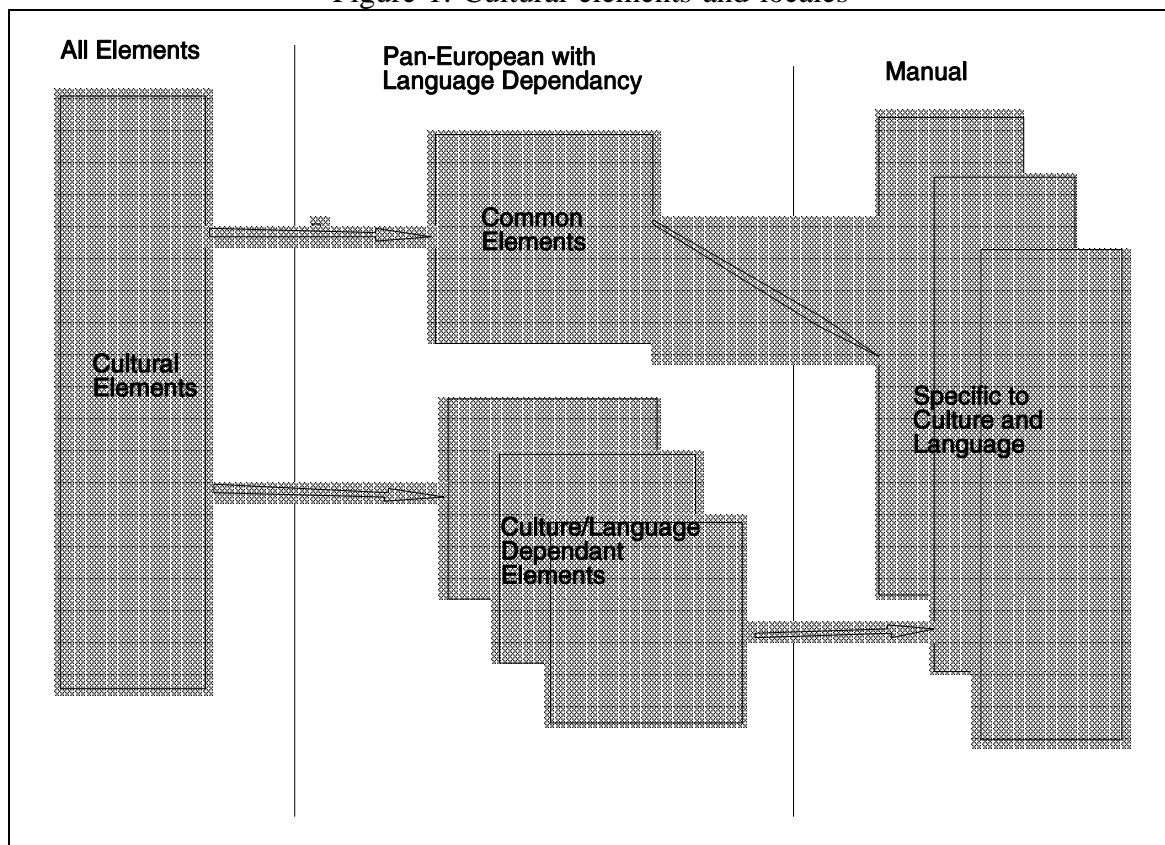 Figure 1: Cultural elements and locales
All Elements
Pan-European with
Language Dependancy
Manual
Common
Elements
Cultural
Elements
Specific to
Culture and
Language
Culture/Language
Dependant
Elements